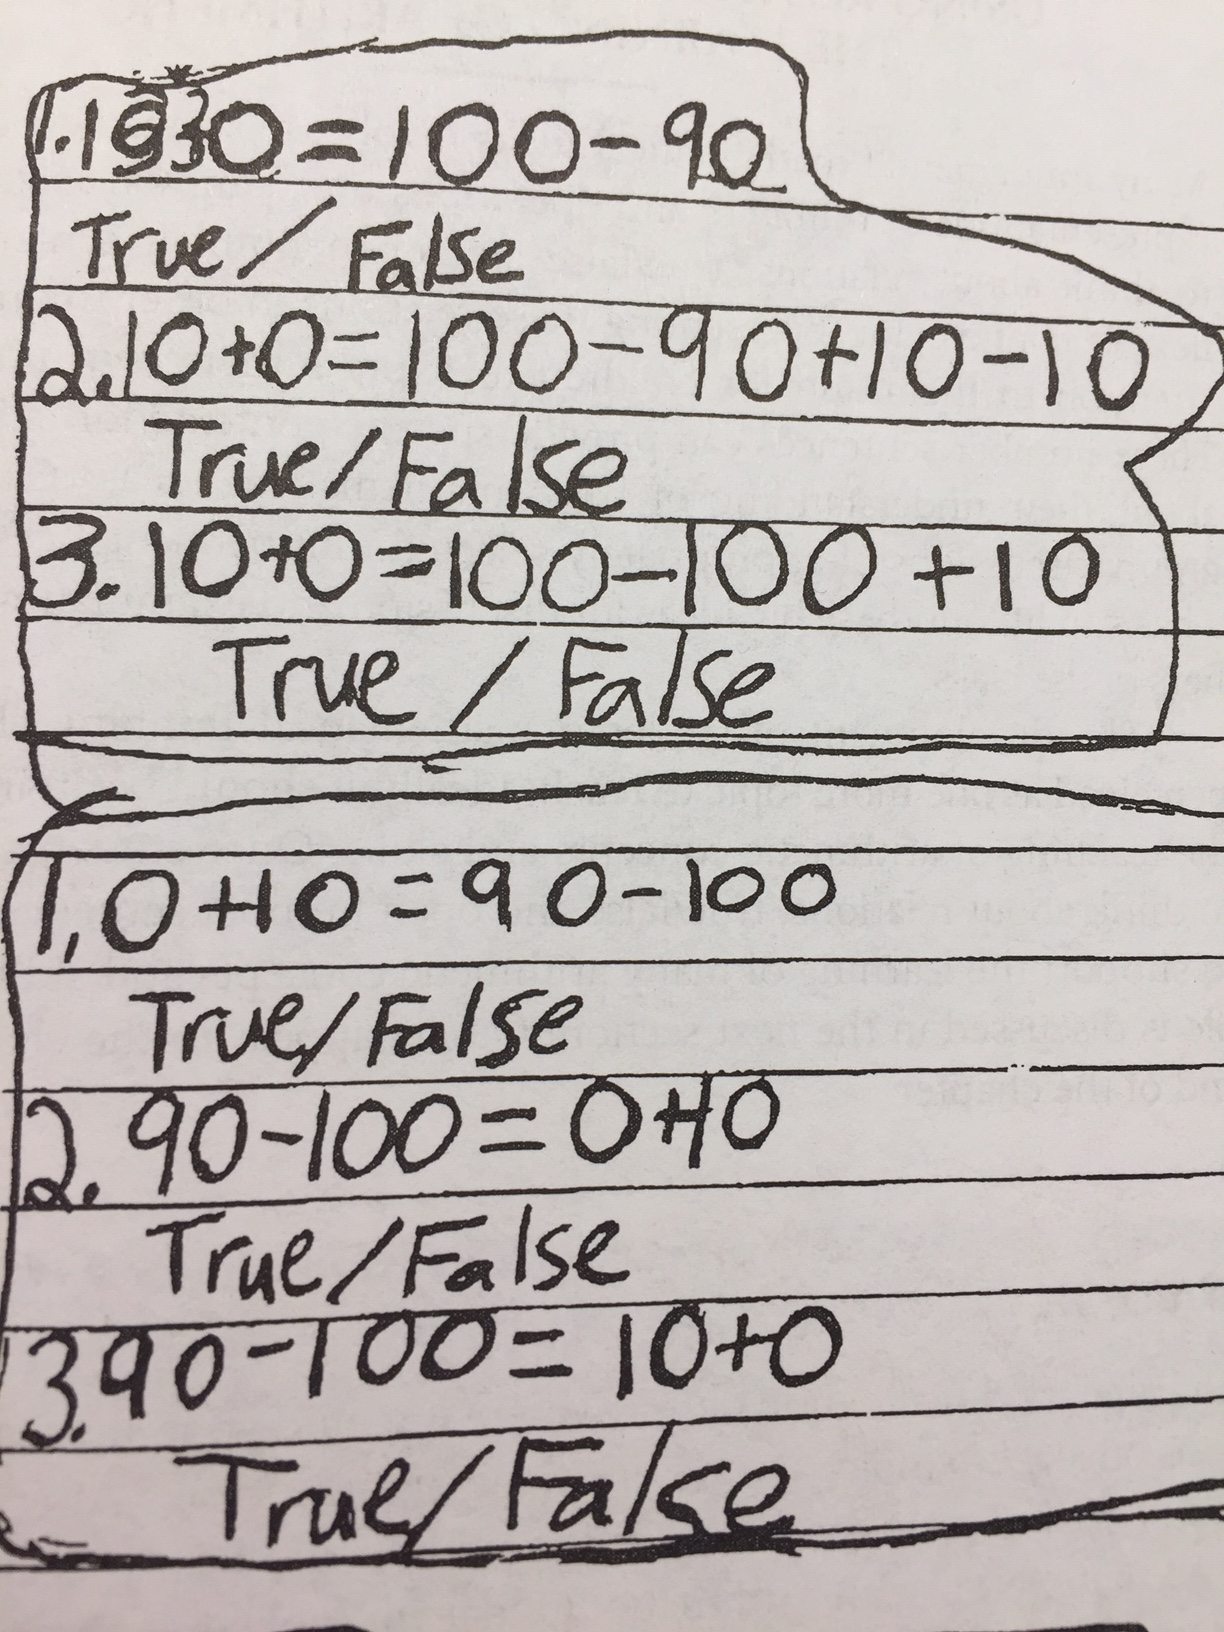 1. 10 = 100 - 90
True / False
2. 10+0 = 100 - 90 + 10 - 10
True / False
3. 10+0 = 100 - 100 + 10
True / False
1, 0 + 10 = 90 - 100
True / False
2. 90 - 100 = 0 + 10
True / False
3. 90 - 100 = 10 + 0
True / False